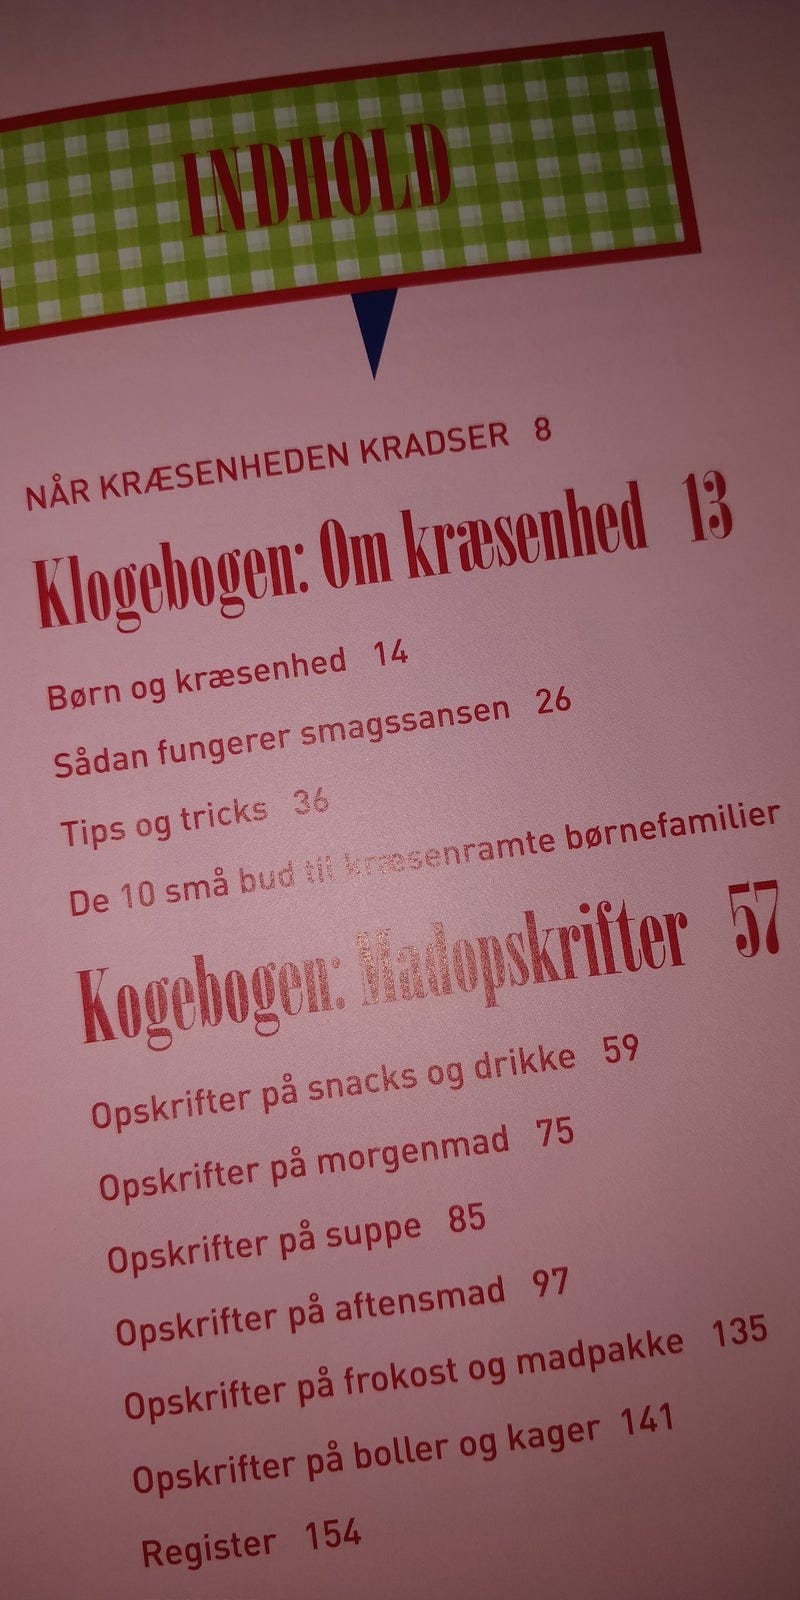 INDHOLD
NÅR KRÆSENHEDEN KRADSER 8
Klogebogen: Om kræsenhed 13
Børn og kræsenhed 14
Sådan fungerer smagssansen 26
Tips og tricks 36
De 10 små bud til kræsenramte børnefamilier
Kogebogen: Madopskrifter 57
Opskrifter på snacks og drikke 59
Opskrifter på morgenmad 75
Opskrifter på suppe 85
Opskrifter på aftensmad 97
Opskrifter på frokost og madpakke 135
Opskrifter på boller og kager 141
Register 154